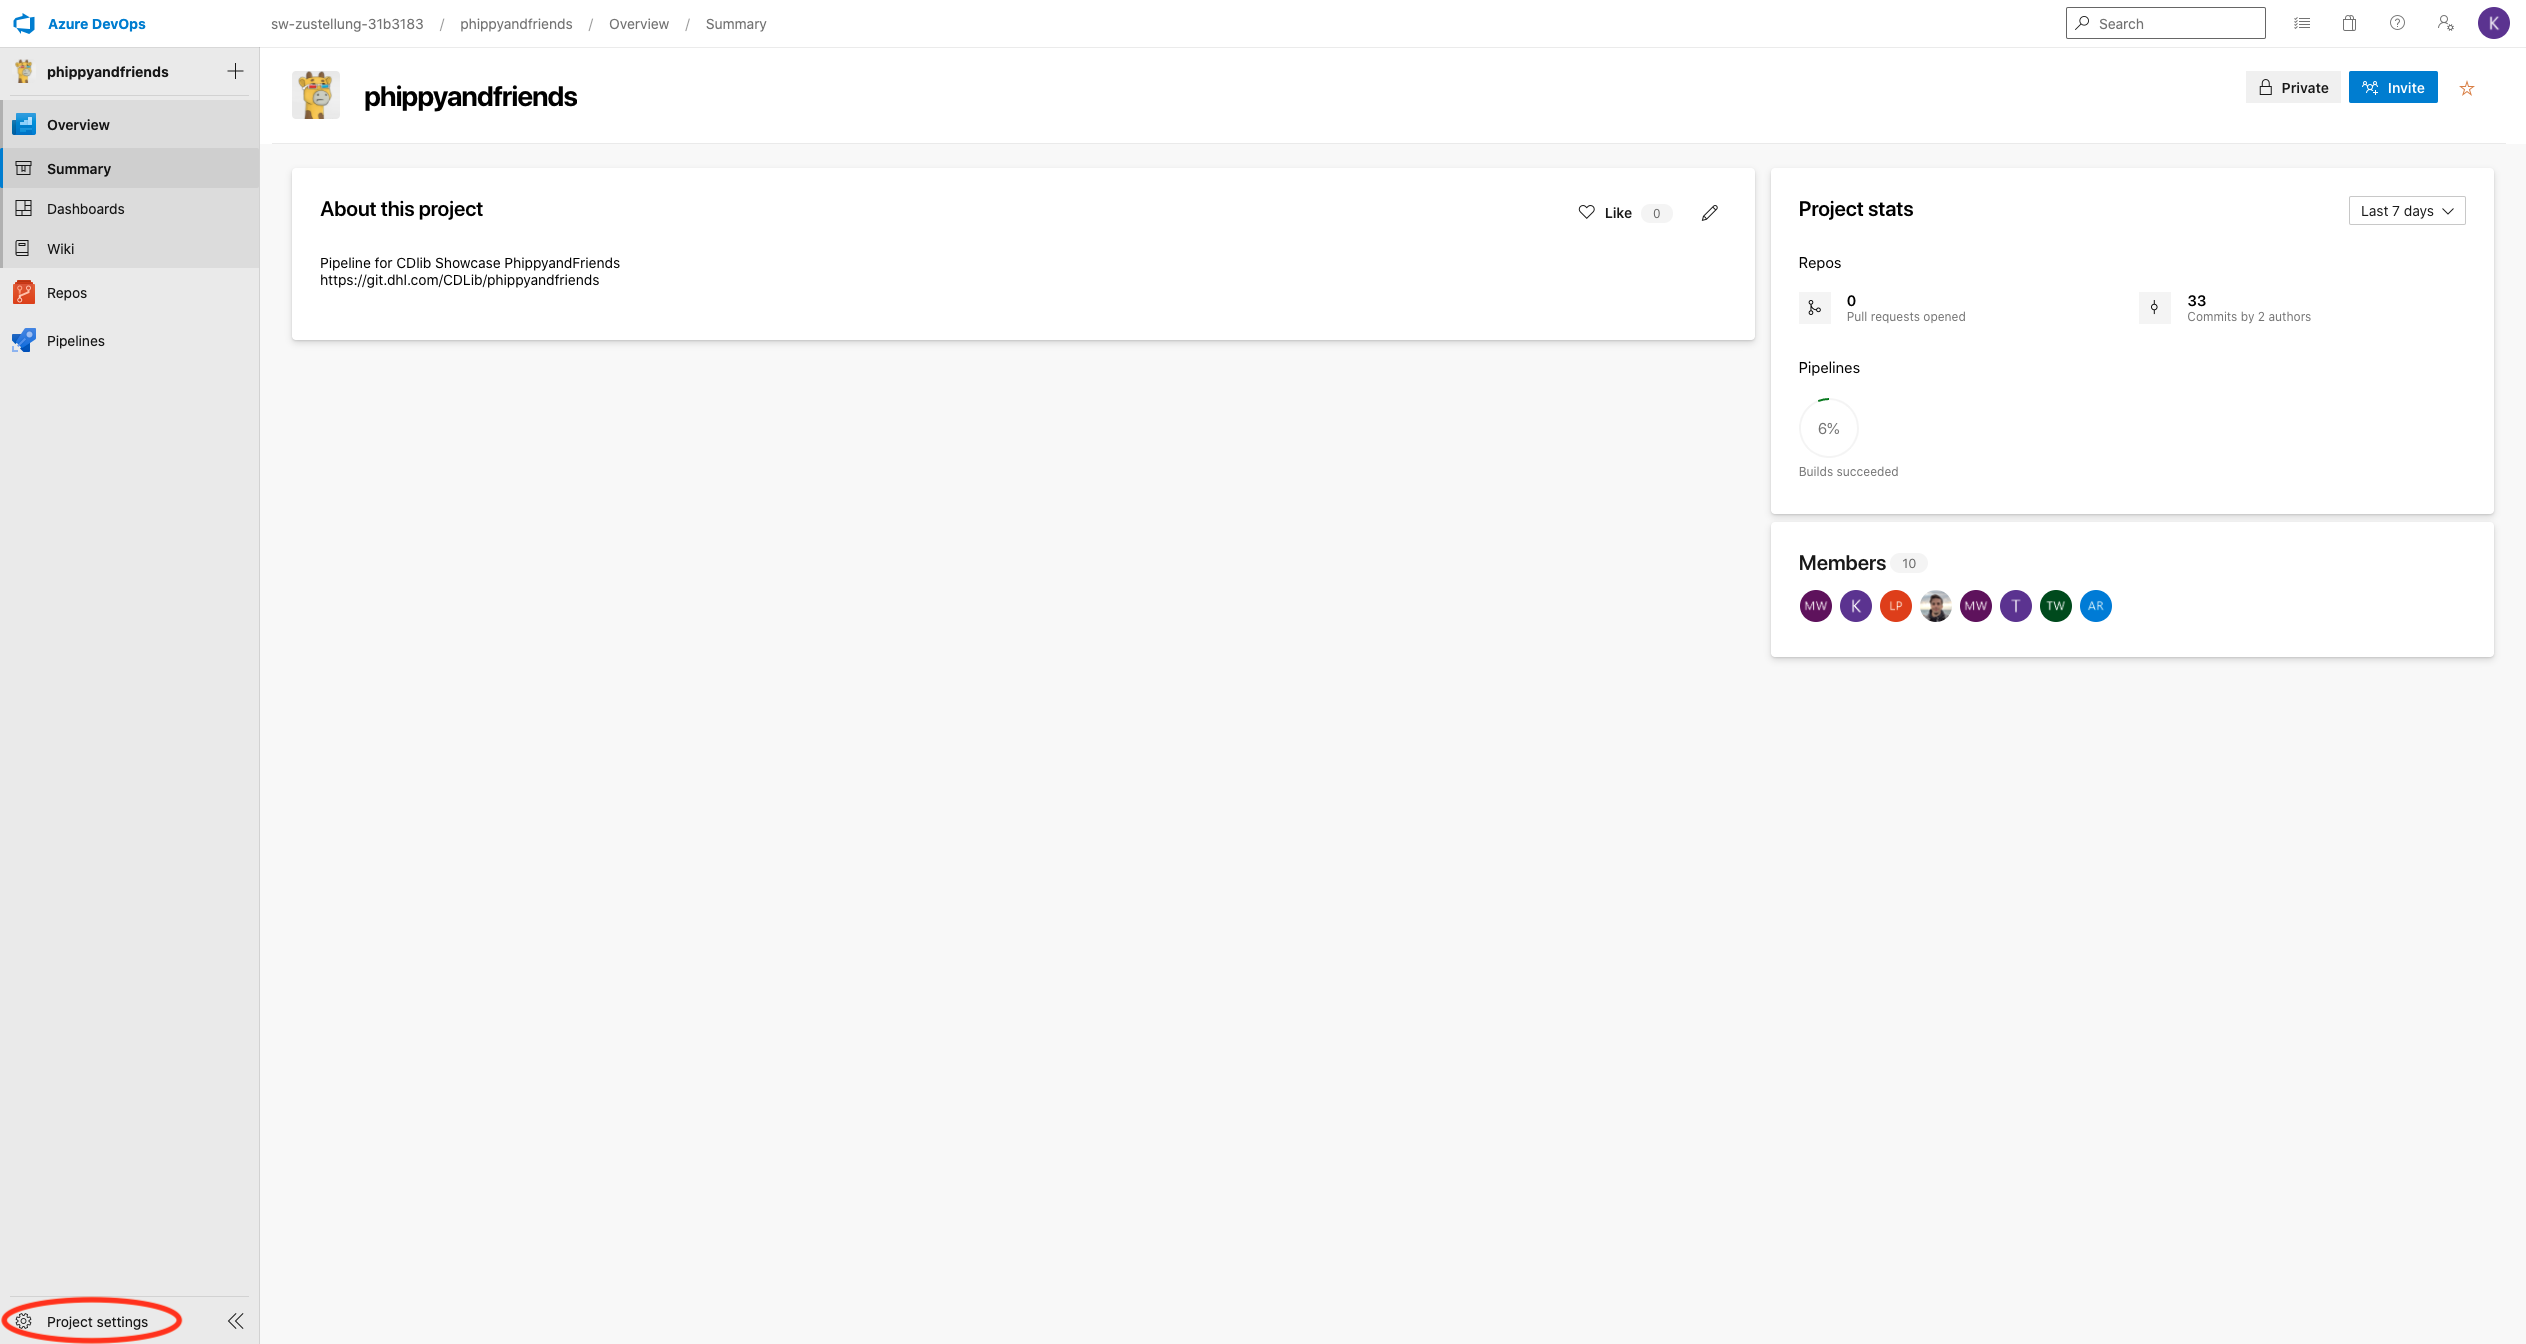 Azure DevOps
sw-zustellung-31b3183 / phippyandfriends / Overview / Summary
Search
K
phippyandfriends
Overview
Summary
Dashboards
Wiki
Repos
Pipelines
Project settings
phippyandfriends
Private
Invite
About this project
Like 0
Pipeline for CDlib Showcase PhippyandFriends
https://git.dhl.com/CDLib/phippyandfriends
Project stats
Last 7 days
Repos
0
Pull requests opened
33
Commits by 2 authors
Pipelines
6%
Builds succeeded
Members 10
MW K LP MW T TW AR